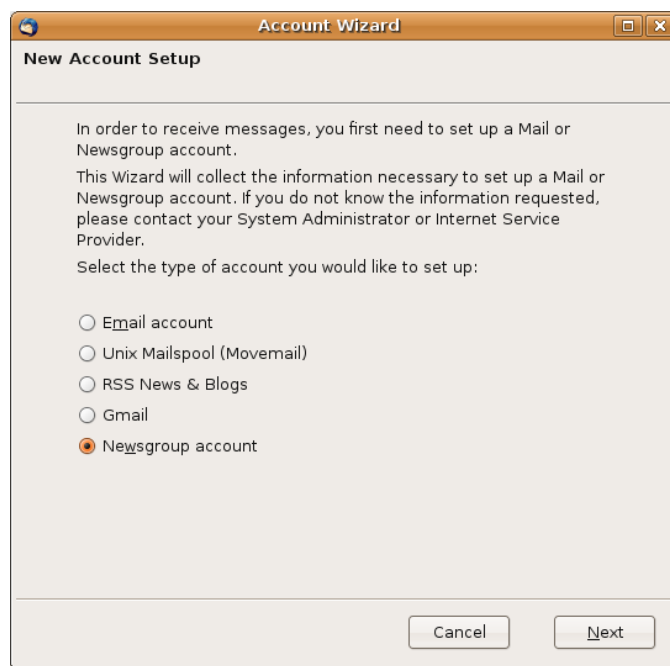 Account Wizard
New Account Setup
In order to receive messages, you first need to set up a Mail or
Newsgroup account.
This Wizard will collect the information necessary to set up a Mail or
Newsgroup account. If you do not know the information requested,
please contact your System Administrator or Internet Service
Provider.
Select the type of account you would like to set up:
Email account
Unix Mailspool (Movemail)
RSS News & Blogs
Gmail
Newsgroup account
Cancel
Next